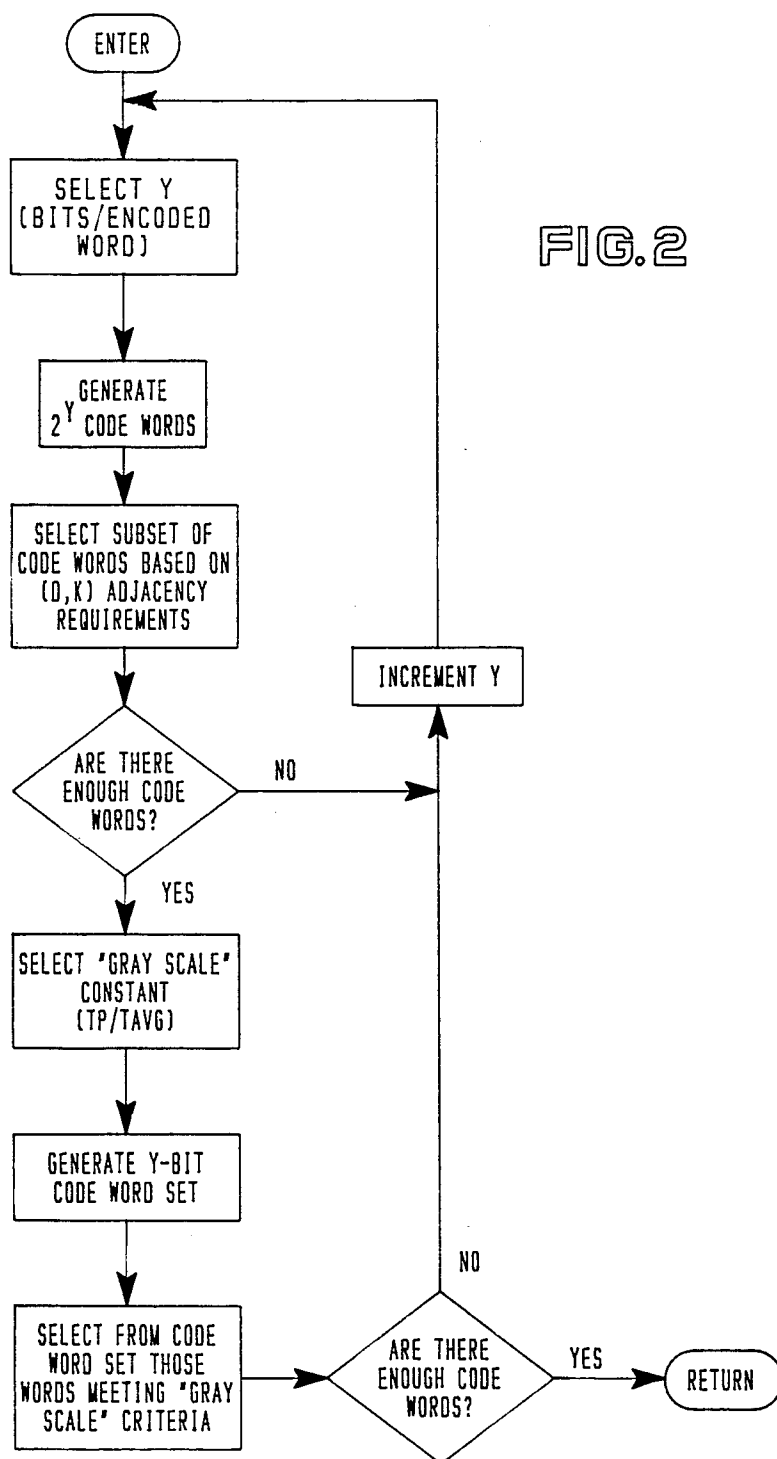 ENTER
SELECT Y
(BITS/ENCODED
WORD)
FIG. 2
GENERATE
2^Y CODE WORDS
SELECT SUBSET OF
CODE WORDS BASED ON
(D,K) ADJACENCY
REQUIREMENTS
INCREMENT Y
ARE THERE
ENOUGH CODE
WORDS?
NO
YES
SELECT "GRAY SCALE"
CONSTANT
(TP/TAVG)
GENERATE Y-BIT
CODE WORD SET
SELECT FROM CODE
WORD SET THOSE
WORDS MEETING "GRAY
SCALE" CRITERIA
NO
ARE THERE
ENOUGH CODE
WORDS?
YES
RETURN